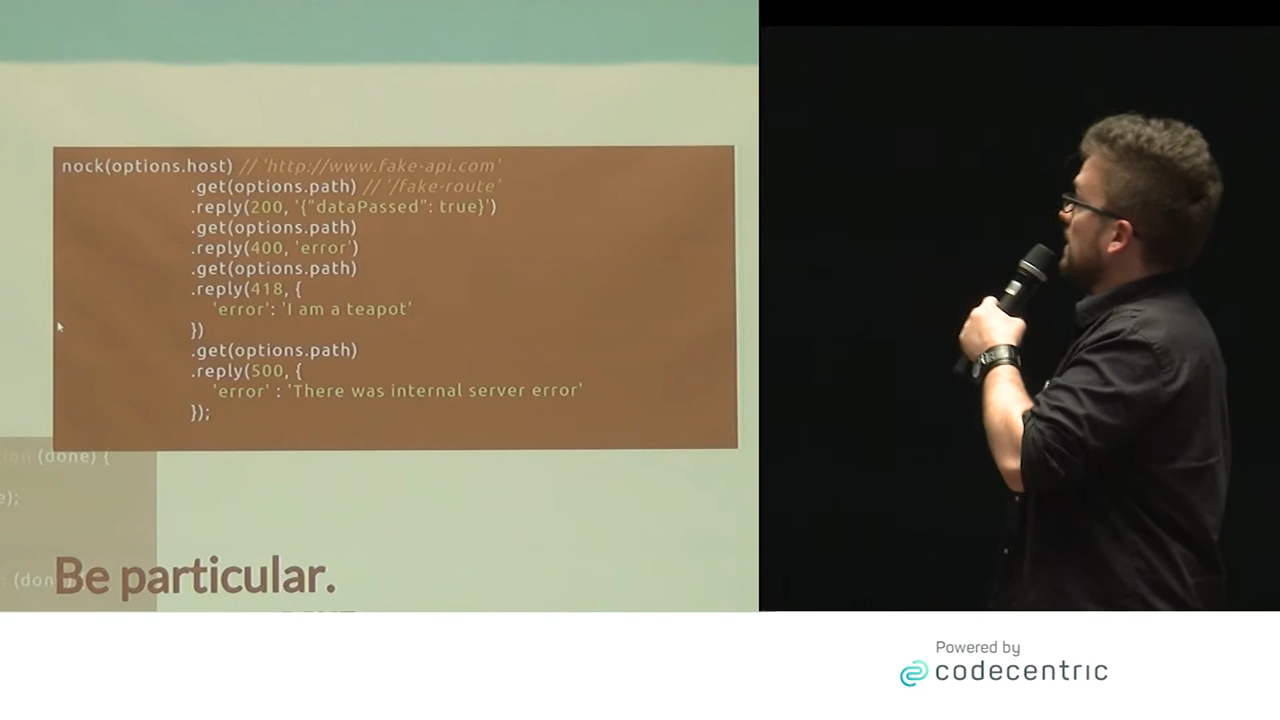 nock(options.host) // 'http://www.fake-api.com'
.get(options.path) // '/fake-route'
.reply(200, '{"dataPassed": true}')
.get(options.path)
.reply(400, 'error')
.get(options.path)
.reply(418, {
'error': 'I am a teapot'
})
.get(options.path)
.reply(500, {
'error' : 'There was internal server error'
});
(done) {
);
(don
Be particular.
Powered by
codecentric